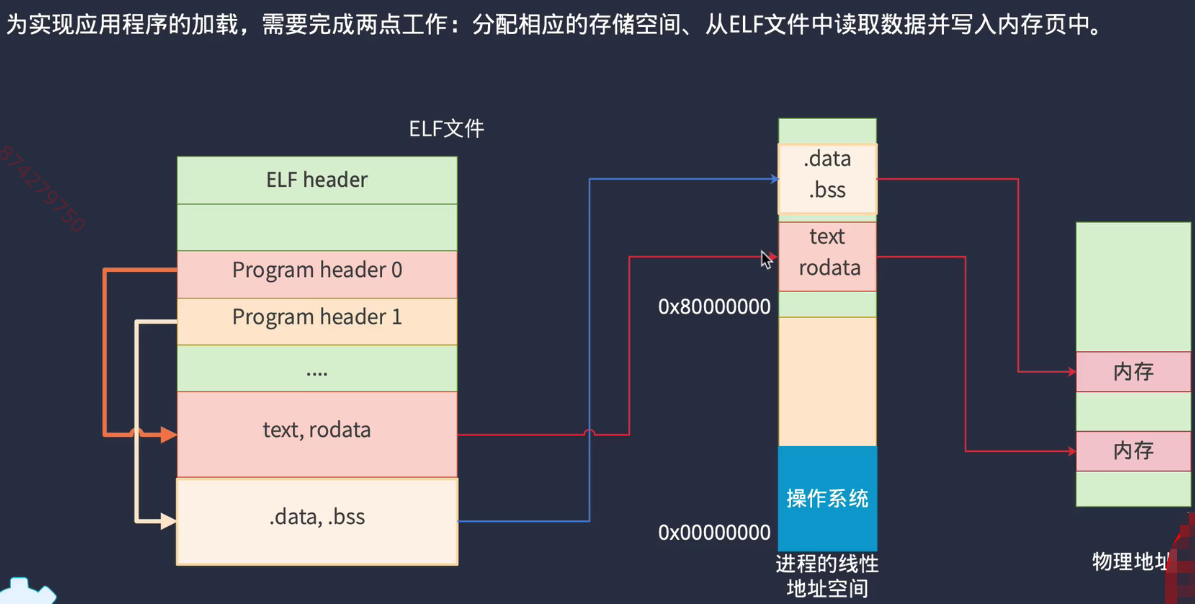 为实现应用程序的加载，需要完成两点工作：分配相应的存储空间、从ELF文件中读取数据并写入内存页中。
ELF文件
ELF header
Program header 0
Program header 1
....
text, rodata
.data, .bss
.data
.bss
text
rodata
0x80000000
操作系统
0x00000000
进程的线性
地址空间
内存
内存
物理地址
874279750